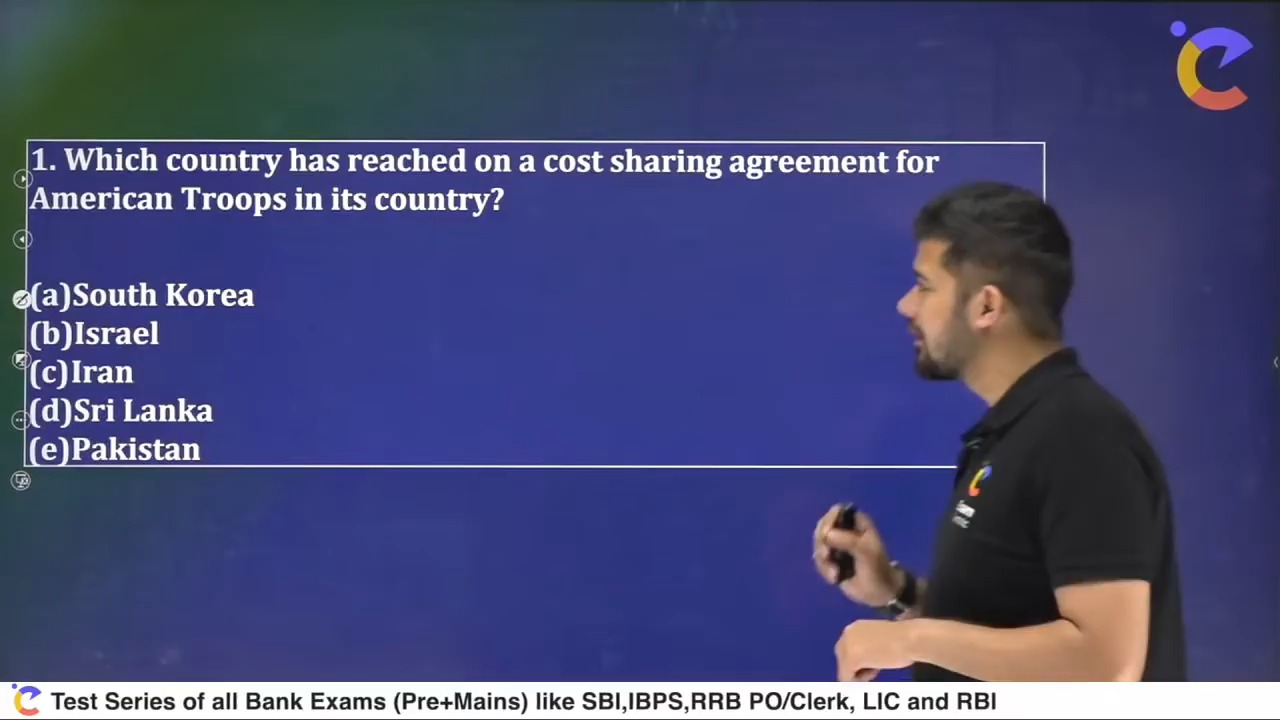 1. Which country has reached on a cost sharing agreement for
American Troops in its country?
(a)South Korea
(b)Israel
(c)Iran
(d)Sri Lanka
(e)Pakistan
Test Series of all Bank Exams (Pre+Mains) like SBI,IBPS,RRB PO/Clerk, LIC and RBI